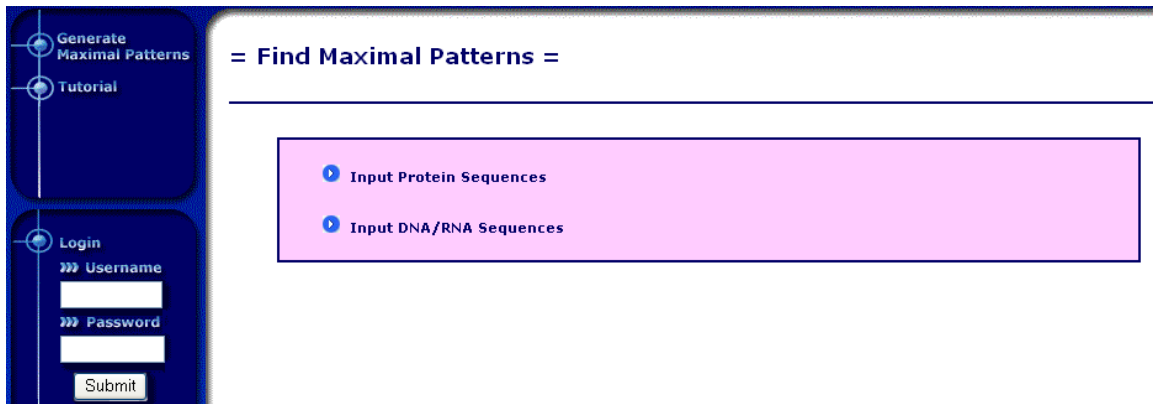 Generate
Maximal Patterns
Tutorial
Login
Username
Password
Submit
= Find Maximal Patterns =
Input Protein Sequences
Input DNA/RNA Sequences